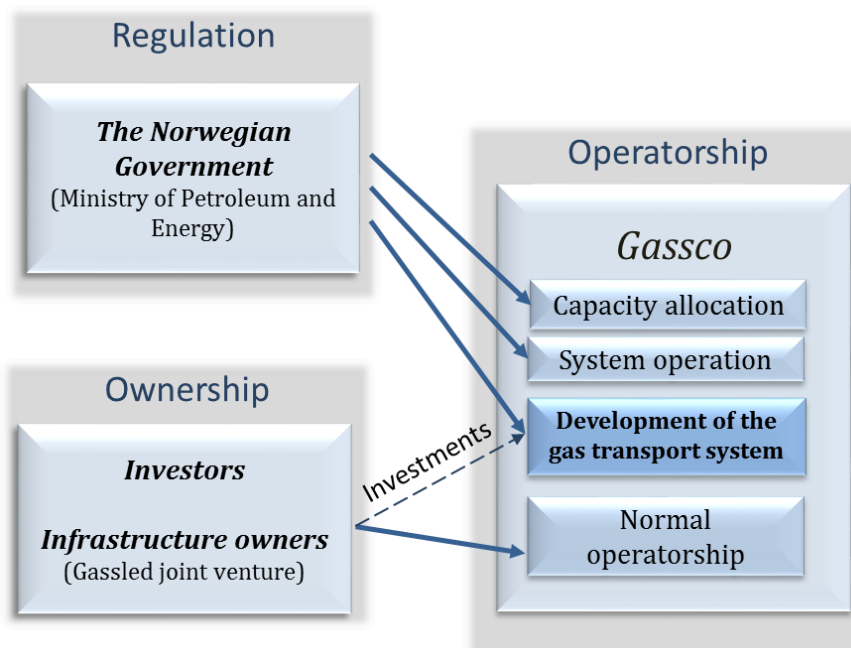 Regulation
The Norwegian
Government
(Ministry of Petroleum and
Energy)
Ownership
Investors
Infrastructure owners
(Gassled joint venture)
Investments
Operatorship
Gassco
Capacity allocation
System operation
Development of the
gas transport system
Normal
operatorship